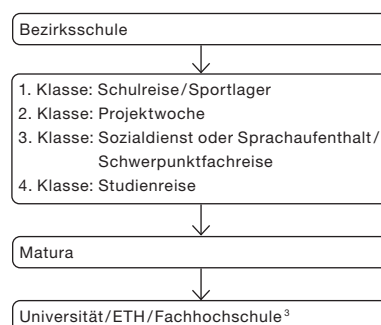 Bezirksschule
1. Klasse: Schulreise/Sportlager
2. Klasse: Projektwoche
3. Klasse: Sozialdienst oder Sprachaufenthalt/
Schwerpunktfachreise
4. Klasse: Studienreise
Matura
Universität/ETH/Fachhochschule³